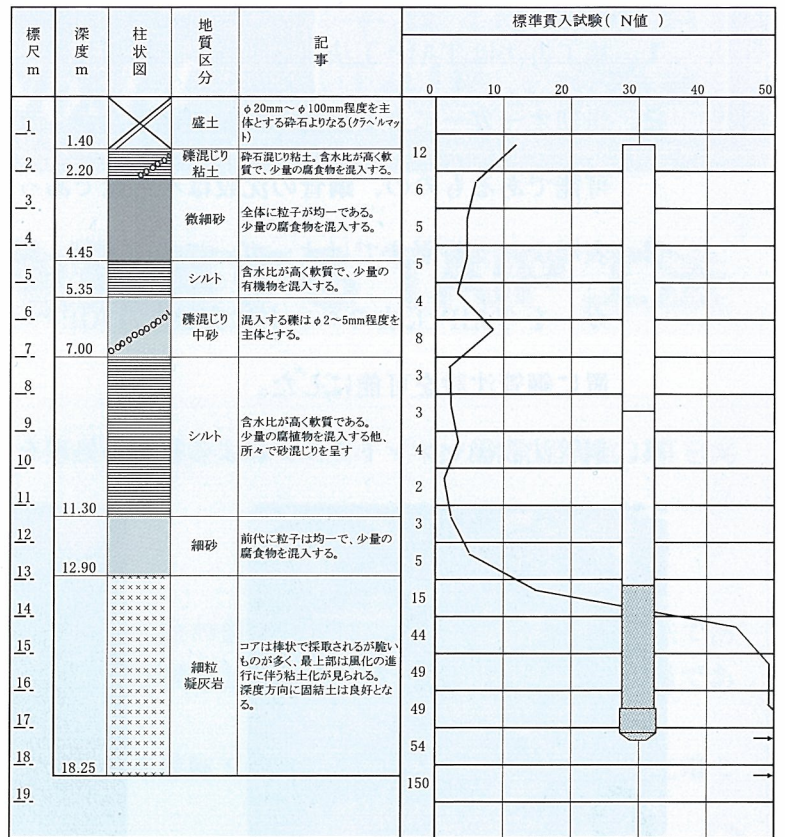 標尺 m
深度 m
柱状図
地質区分
記事
標準貫入試験( N値 )
0 10 20 30 40 50
1
1.40
盛土
φ20mm～φ100mm程度を主
体とする砕石よりなる(クラベルマッ
ト)
2
2.20
礫混じり
粘土
砕石混じり粘土。含水比が高く軟
質で、少量の腐食物を混入する。
3
4
4.45
微細砂
全体に粒子が均一である。
少量の腐食物を混入する。
5
5.35
シルト
含水比が高く軟質で、少量の
有機物を混入する。
6
7
7.00
礫混じり
中砂
混入する礫はφ2～5mm程度を
主体とする。
8
9
10
11
11.30
シルト
含水比が高く軟質である。
少量の腐植物を混入する他、
所々で砂混じりを呈す
12
12.90
13
細砂
前代に粒子は均一で、少量の
腐食物を混入する。
14
15
16
17
18
18.25
19
細粒
凝灰岩
コアは棒状で採取されるが脆い
ものが多く、最上部は風化の進
行に伴う粘土化が見られる。
深度方向に固結土は良好とな
る。
12
6
5
5
4
8
3
3
4
2
3
5
15
44
49
49
54
150